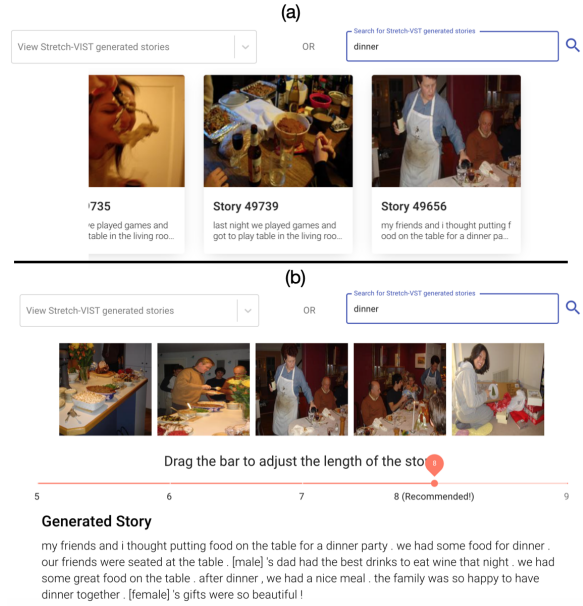 (a)
View Stretch-VIST generated stories
OR
Search for Stretch-VIST generated stories
dinner
735
Story 49739
Story 49656
ve played games and
table in the living roo...
last night we played games and
got to play table in the living roo...
my friends and i thought putting f
ood on the table for a dinner pa...
(b)
View Stretch-VIST generated stories
OR
Search for Stretch-VIST generated stories
dinner
Drag the bar to adjust the length of the sto
8
5
6
7
8 (Recommended!)
9
Generated Story
my friends and i thought putting food on the table for a dinner party . we had some food for dinner .
our friends were seated at the table . [male] 's dad had the best drinks to eat wine that night . we had
some great food on the table . after dinner , we had a nice meal . the family was so happy to have
dinner together . [female] 's gifts were so beautiful !